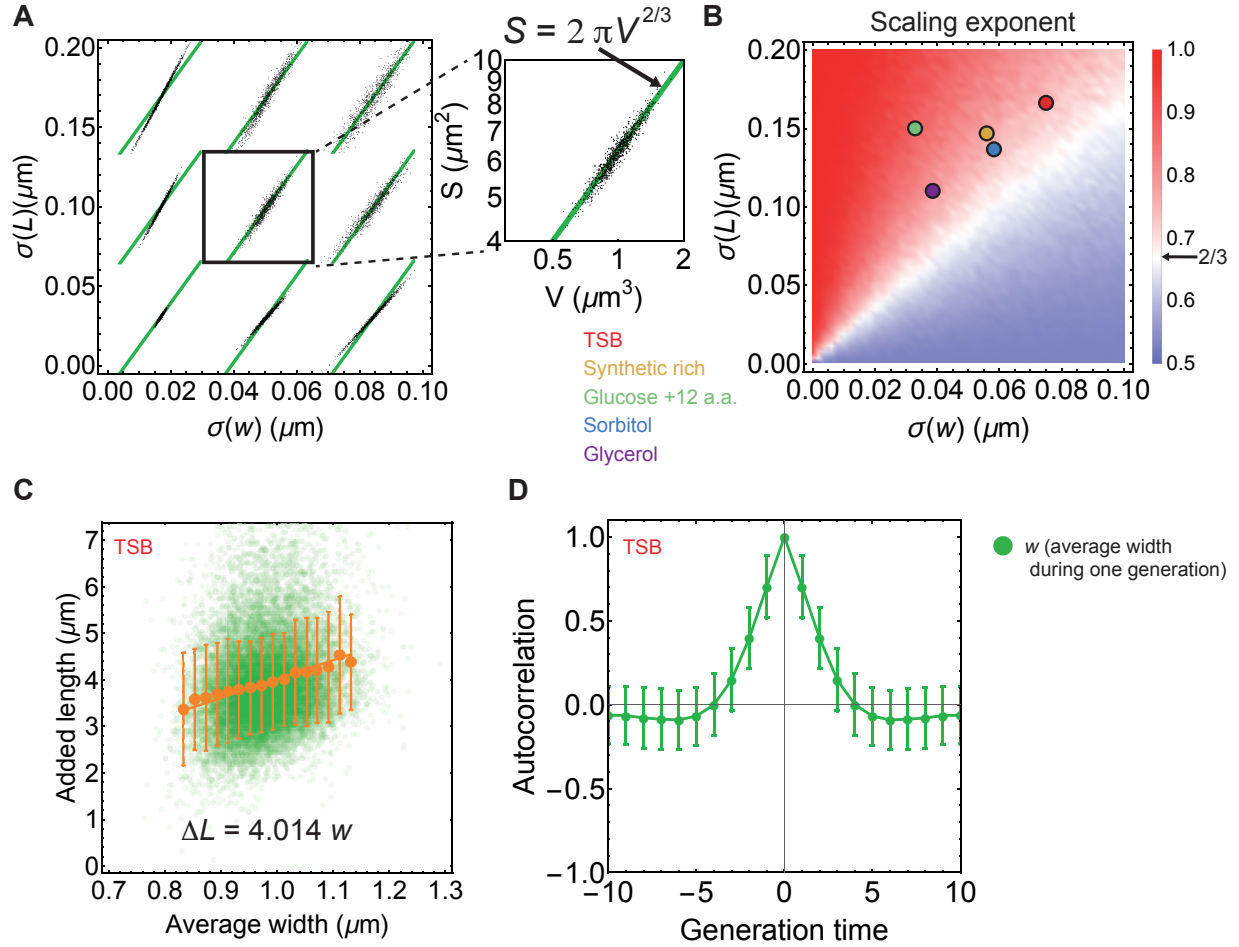 A
0.20
0.15
0.10
0.05
0.00
σ(L)(μm)
0.00 0.02 0.04 0.06 0.08 0.10
σ(w) (μm)
S = 2 πV^{2/3}
10
9
8
7
6
5
4
S (μm²)
0.5 1 2
V (μm³)
TSB
Synthetic rich
Glucose +12 a.a.
Sorbitol
Glycerol
B
Scaling exponent
0.20
0.15
0.10
0.05
0.00
σ(L)(μm)
0.00 0.02 0.04 0.06 0.08 0.10
σ(w) (μm)
1.0
0.9
0.8
0.7
2/3
0.6
0.5
C
TSB
7
6
5
4
3
2
1
0
Added length (μm)
ΔL = 4.014 w
0.7 0.8 0.9 1.0 1.1 1.2 1.3
Average width (μm)
D
TSB
1.0
0.5
0.0
−0.5
−1.0
Autocorrelation
−10 −5 0 5 10
Generation time
w (average width
during one generation)